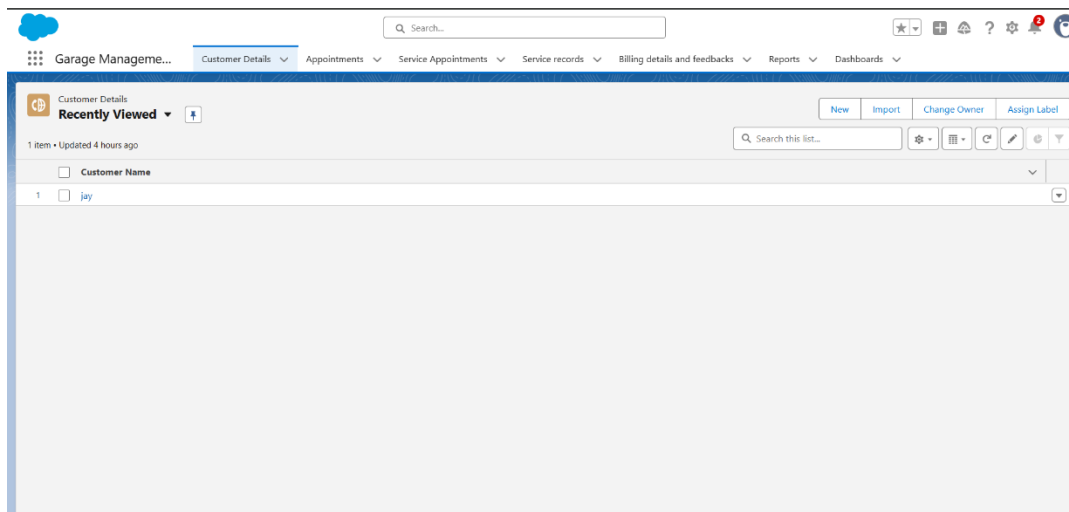 Search...
2
Garage Manageme... Customer Details Appointments Service Appointments Service records Billing details and feedbacks Reports Dashboards
Customer Details
Recently Viewed
New Import Change Owner Assign Label
1 item • Updated 4 hours ago
Search this list...
Customer Name
1 jay